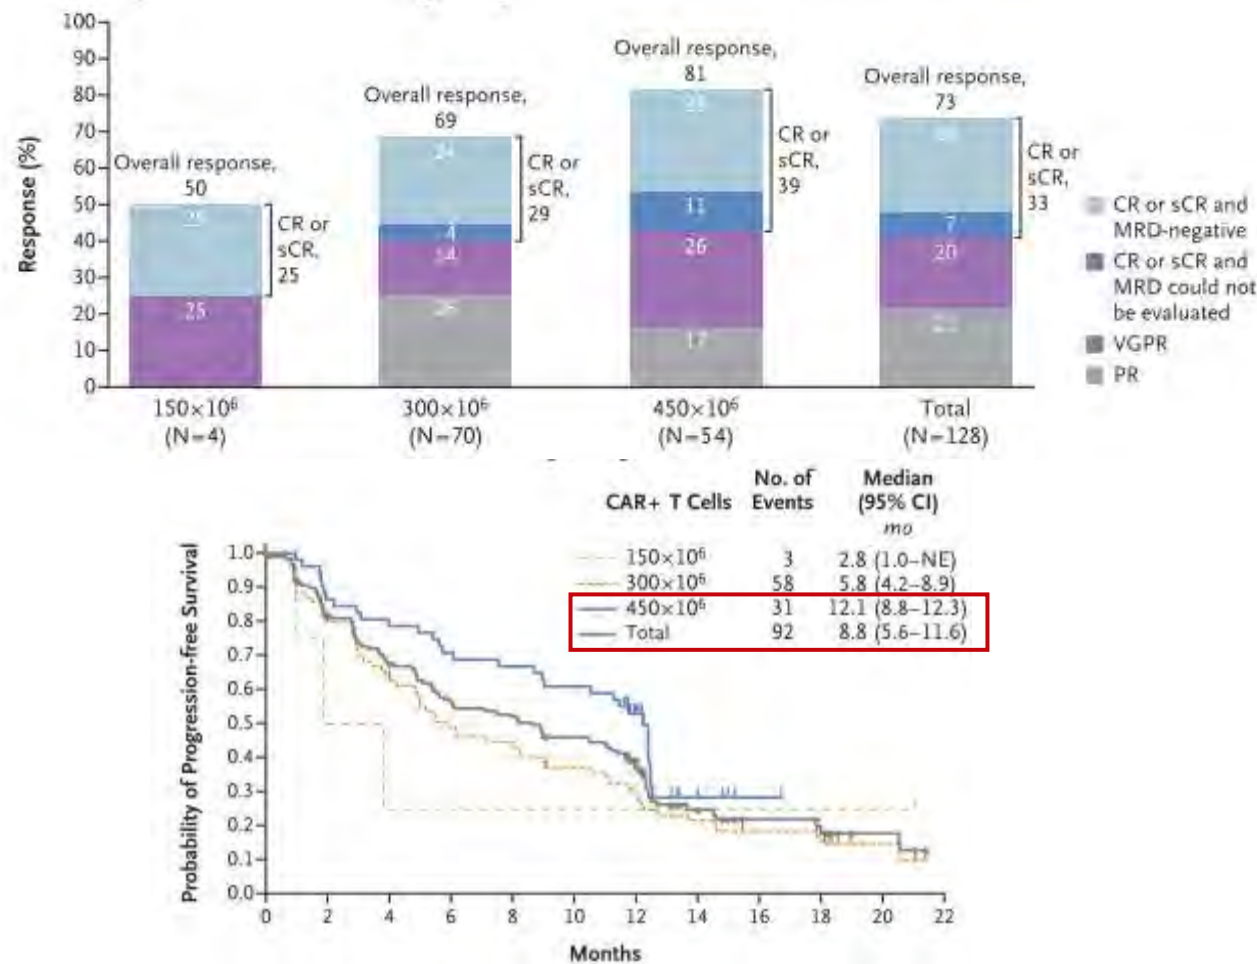 100
90
80
70
60
50
40
30
20
10
0
Response (%)
Overall response,
50
25
25
CR or
sCR,
25
150×10⁶
(N=4)
Overall response,
69
24
4
14
26
CR or
sCR,
29
300×10⁶
(N=70)
Overall response,
81
11
26
17
CR or
sCR,
39
450×10⁶
(N=54)
Overall response,
73
7
20
CR or
sCR,
33
Total
(N=128)
CR or sCR and
MRD-negative
CR or sCR and
MRD could not
be evaluated
VGPR
PR
CAR+ T Cells No. of Events Median (95% CI)
mo
150×10⁶ 3 2.8 (1.0–NE)
300×10⁶ 58 5.8 (4.2–8.9)
450×10⁶ 31 12.1 (8.8–12.3)
Total 92 8.8 (5.6–11.6)
Probability of Progression-free Survival
1.0
0.9
0.8
0.7
0.6
0.5
0.4
0.3
0.2
0.1
0.0
0 2 4 6 8 10 12 14 16 18 20 22
Months